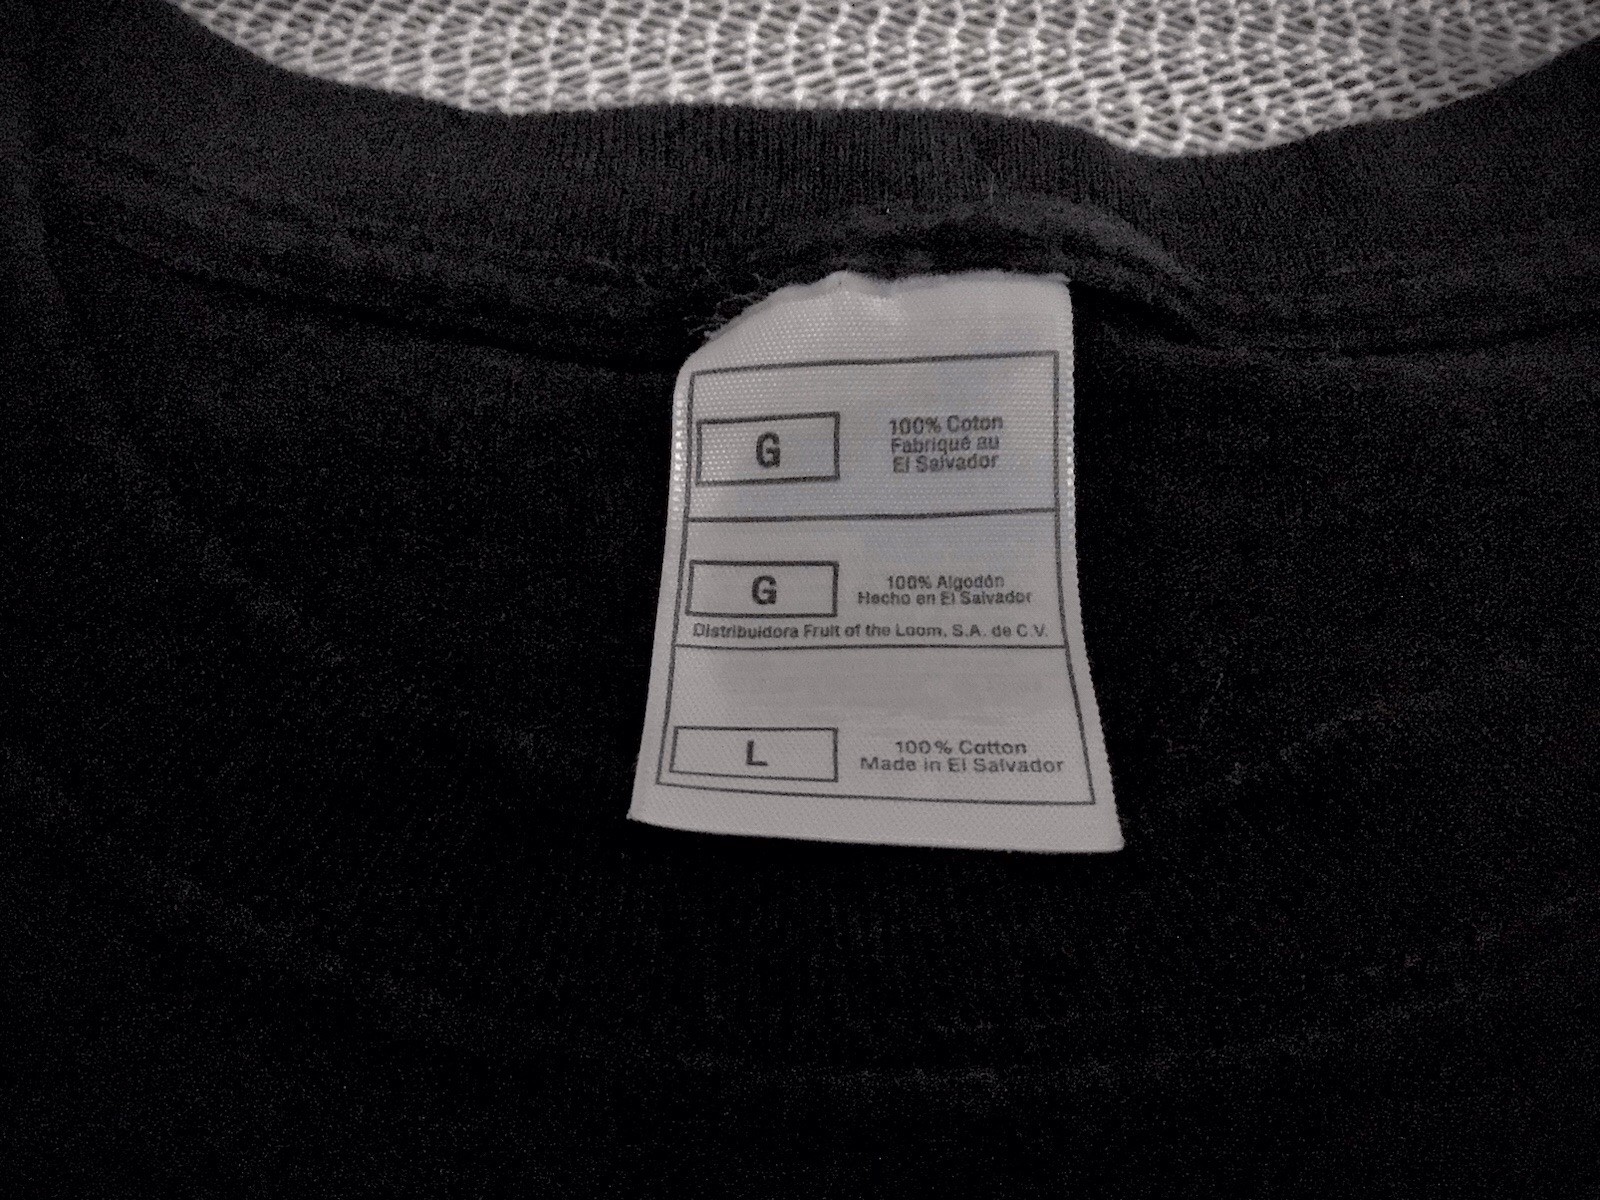 G
100% Coton
Fabriqué au
El Salvador
G
100% Algodón
Hecho en El Salvador
Distribuidora Fruit of the Loom, S.A. de C.V.
L
100% Cotton
Made in El Salvador